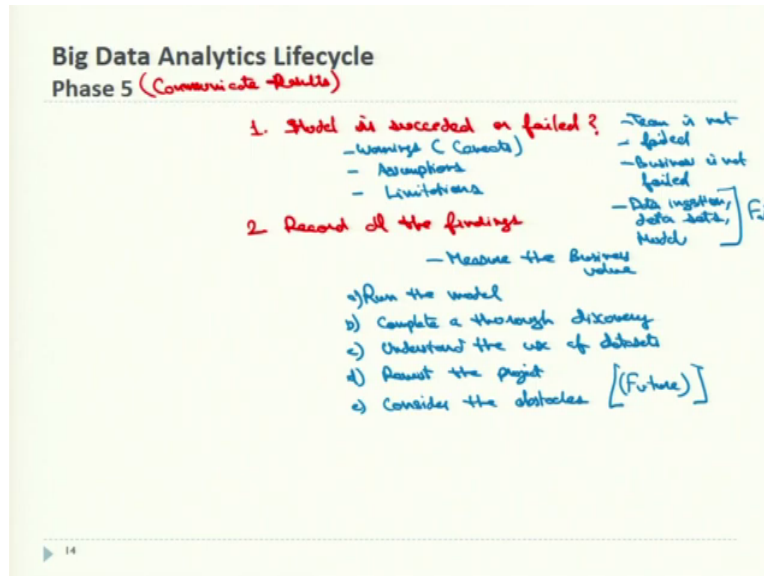 Big Data Analytics Lifecycle
Phase 5 (Communicate Results)
1. Model is succeeded or failed?
- Warnings (Caveats)
- Assumptions
- Limitations
- Team is not
- failed
- Business is not
failed
- Data ingestion,
data sets,
Model
2 Record all the findings
- Measure the Business
value
a) Run the model
b) Complete a thorough discovery
c) Understand the use of datasets
d) the project
e) Consider the obstacles [(Future)]
14